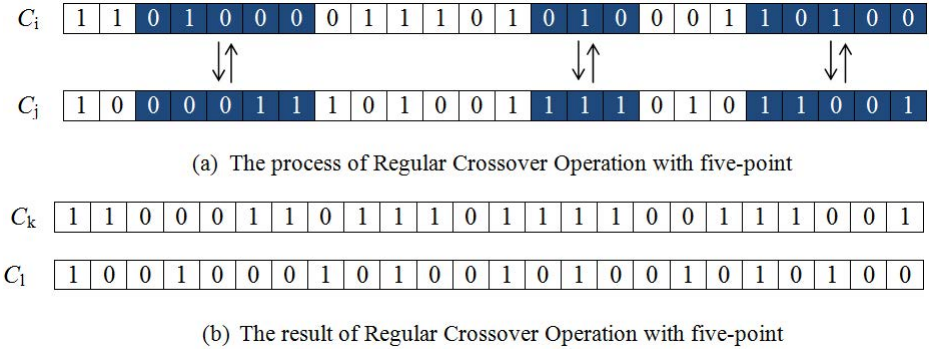 Ci 1 1 0 1 0 0 0 0 1 1 1 0 1 0 1 0 0 0 1 1 0 1 0 0
Cj 1 0 0 0 0 1 1 1 0 1 0 0 1 1 1 1 0 1 0 1 1 0 0 1
(a) The process of Regular Crossover Operation with five-point
Ck 1 1 0 0 0 1 1 0 1 1 1 0 1 1 1 1 0 0 1 1 1 0 0 1
Cl 1 0 0 1 0 0 0 1 0 1 0 0 1 0 1 0 0 1 0 1 0 1 0 0
(b) The result of Regular Crossover Operation with five-point